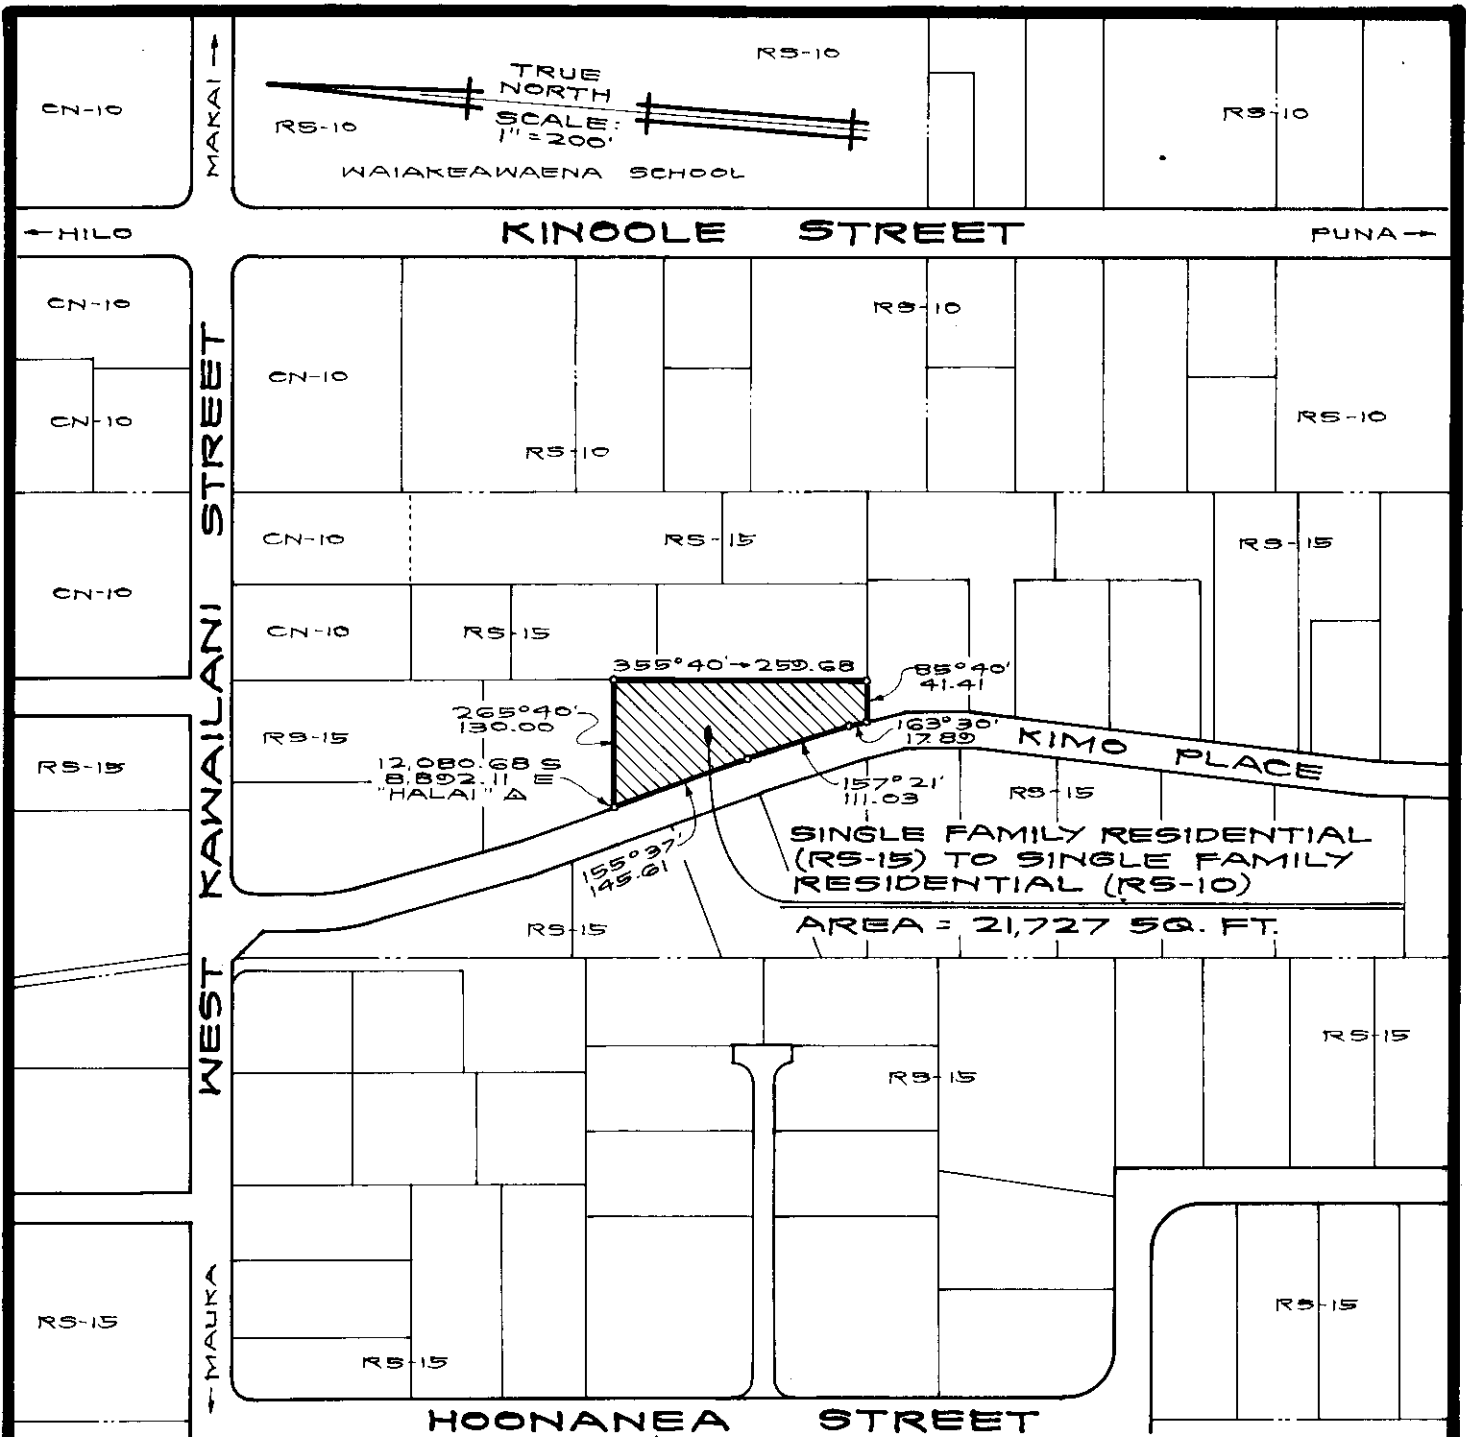 MAKAI →
CN-10
TRUE
NORTH
SCALE:
1" = 200'
RS-10
RS-10
RS-10
WAIAKEAWAENA SCHOOL
← HILO
KINOOLE STREET
PUNA →
CN-10
RS-10
CN-10
CN-10
RS-10
RS-10
CN-10
RS-15
RS-15
CN-10
CN-10
RS-15
WEST KAWAILANI STREET
355°40' → 259.68
85°40'
41.41
265°40'
130.00
163°30'
17.89
RS-15
RS-15
KIMO PLACE
12,080.68 S
8,892.11 E
"HALAI" △
157°21'
111.03
RS-15
155°37'
145.61
SINGLE FAMILY RESIDENTIAL
(RS-15) TO SINGLE FAMILY
RESIDENTIAL (RS-10)
AREA = 21,727 SQ. FT.
RS-15
RS-15
RS-15
RS-15
RS-15
RS-15
← MAUKA
HOONANEA STREET